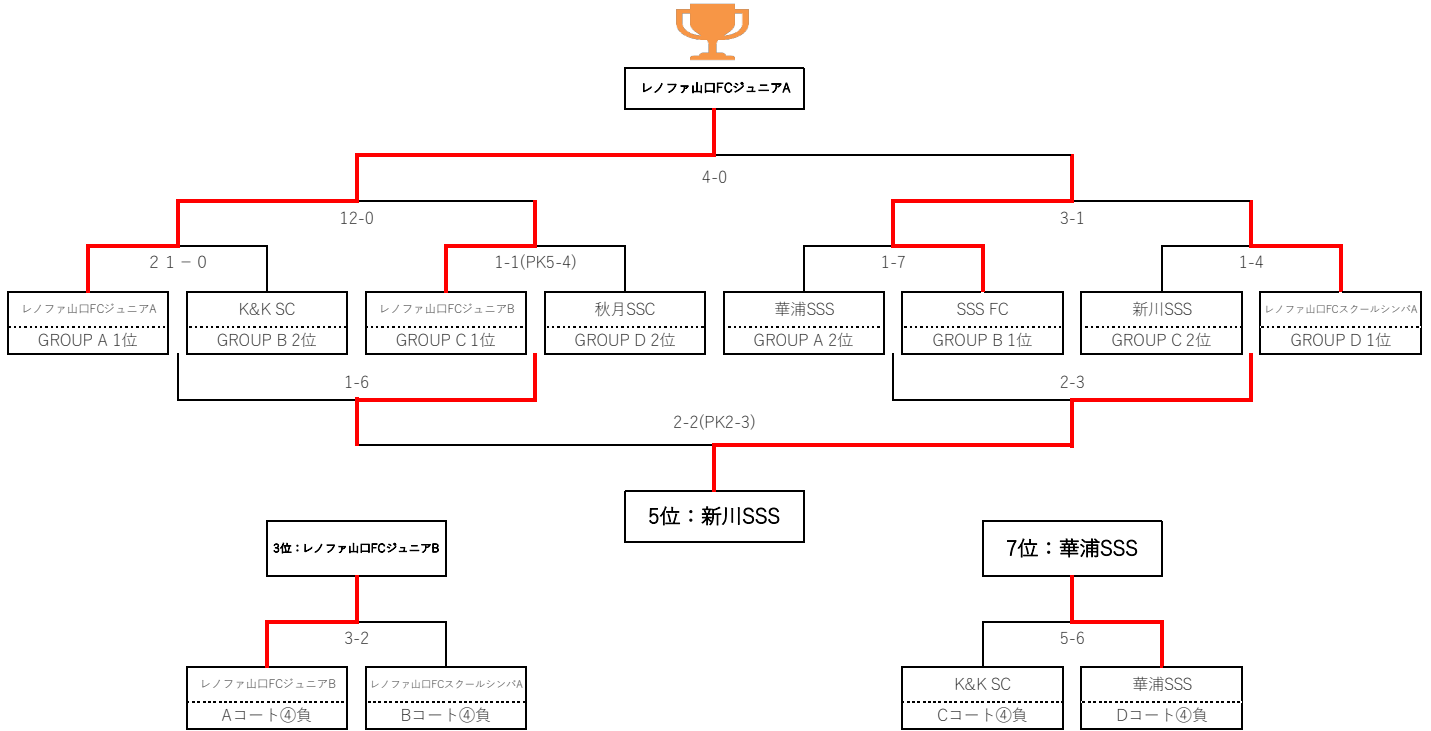 レノファ山口FCジュニアA
4-0
12-0
3-1
２１－０
1-1(PK5-4)
1-7
1-4
レノファ山口FCジュニアA
K&K SC
レノファ山口FCジュニアB
秋月SSC
華浦SSS
SSS FC
新川SSS
レノファ山口FCスクールシンバA
GROUP A 1位
GROUP B 2位
GROUP C 1位
GROUP D 2位
GROUP A 2位
GROUP B 1位
GROUP C 2位
GROUP D 1位
1-6
2-3
2-2(PK2-3)
5位：新川SSS
3位：レノファ山口FCジュニアB
7位：華浦SSS
3-2
5-6
レノファ山口FCジュニアB
レノファ山口FCスクールシンバA
K&K SC
華浦SSS
Aコート④負
Bコート④負
Cコート④負
Dコート④負